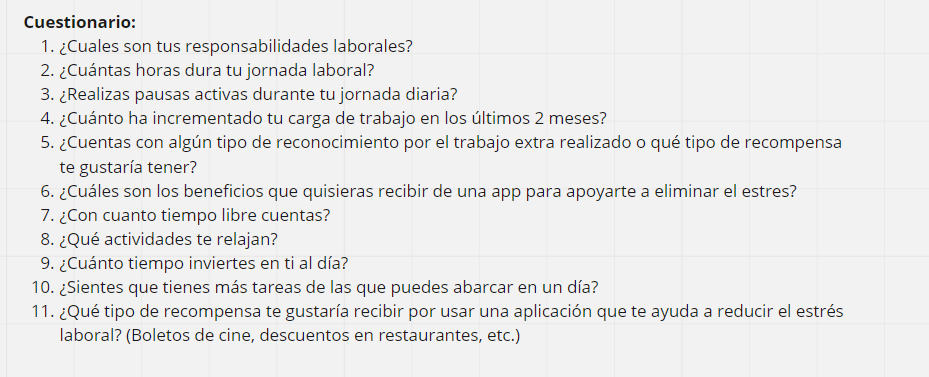 Cuestionario:
1. ¿Cuales son tus responsabilidades laborales?
2. ¿Cuántas horas dura tu jornada laboral?
3. ¿Realizas pausas activas durante tu jornada diaria?
4. ¿Cuánto ha incrementado tu carga de trabajo en los últimos 2 meses?
5. ¿Cuentas con algún tipo de reconocimiento por el trabajo extra realizado o qué tipo de recompensa
te gustaría tener?
6. ¿Cuáles son los beneficios que quisieras recibir de una app para apoyarte a eliminar el estres?
7. ¿Con cuanto tiempo libre cuentas?
8. ¿Qué actividades te relajan?
9. ¿Cuánto tiempo inviertes en ti al día?
10. ¿Sientes que tienes más tareas de las que puedes abarcar en un día?
11. ¿Qué tipo de recompensa te gustaría recibir por usar una aplicación que te ayuda a reducir el estrés
laboral? (Boletos de cine, descuentos en restaurantes, etc.)